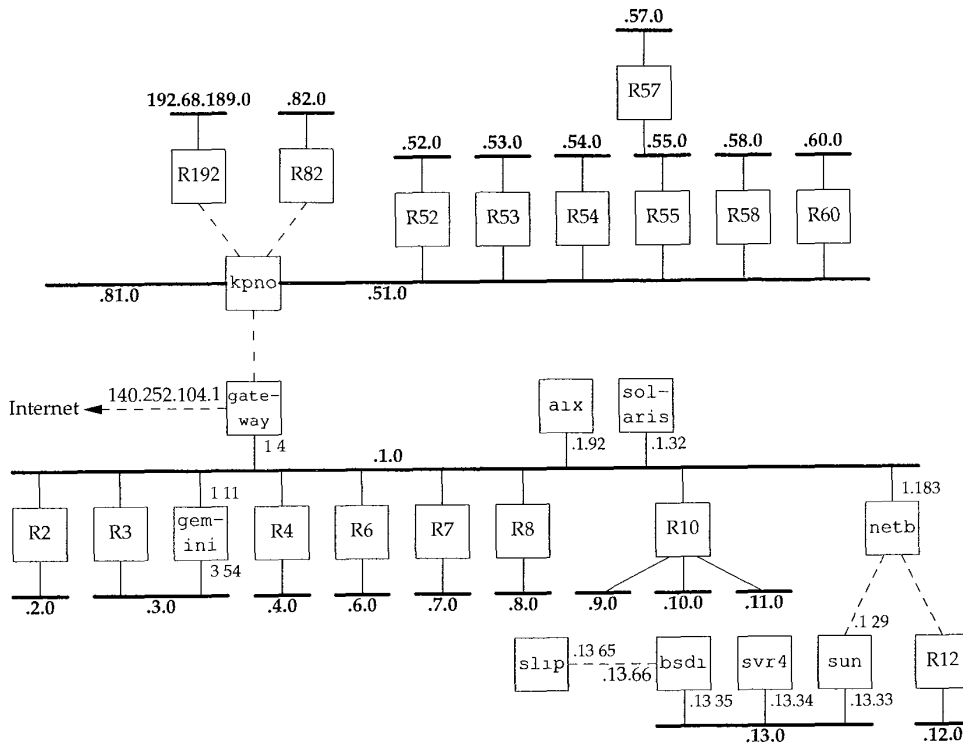 .57.0
R57
192.68.189.0
.82.0
R192
R82
.52.0
.53.0
.54.0
.55.0
.58.0
.60.0
R52
R53
R54
R55
R58
R60
kpno
.81.0
.51.0
Internet
140.252.104.1
gate-
way
1 4
aıx
.1.92
sol-
aris
.1.32
.1.0
R2
R3
1 11
gem-
ini
3 54
R4
R6
R7
R8
R10
1.183
netb
.2.0
.3.0
.4.0
.6.0
.7.0
.8.0
.9.0
.10.0
.11.0
.1 29
slıp
.13 65
.13.66
bsdı
.13 35
svr4
.13.34
sun
.13.33
R12
.13.0
.12.0